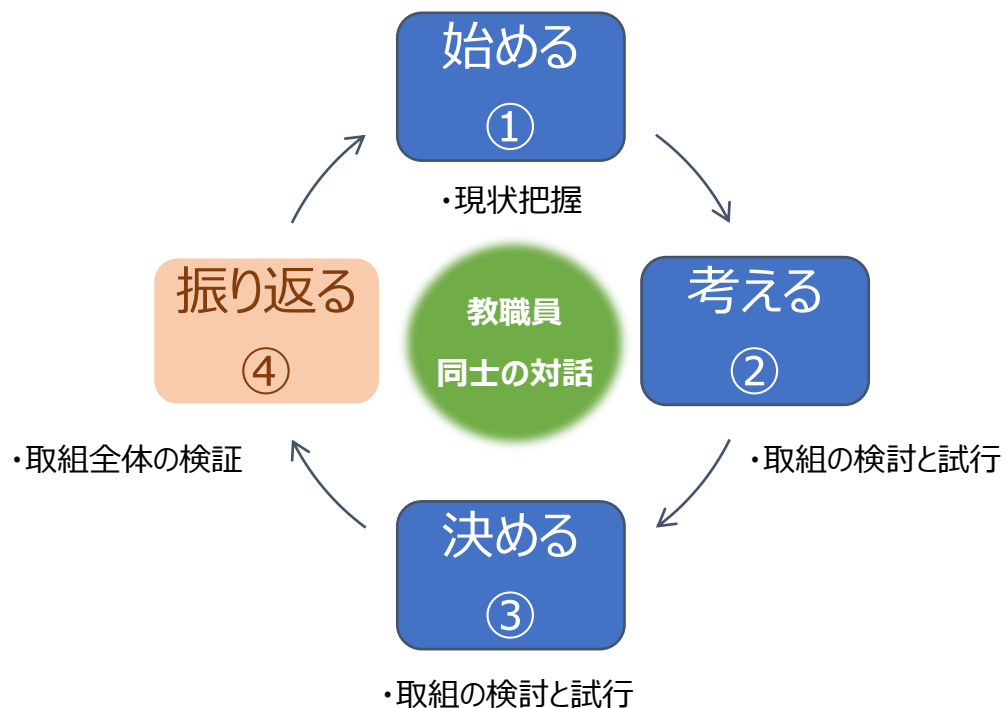 始める
①
・現状把握
考える
②
・取組の検討と試行
決める
③
・取組の検討と試行
振り返る
④
・取組全体の検証
教職員
同士の対話